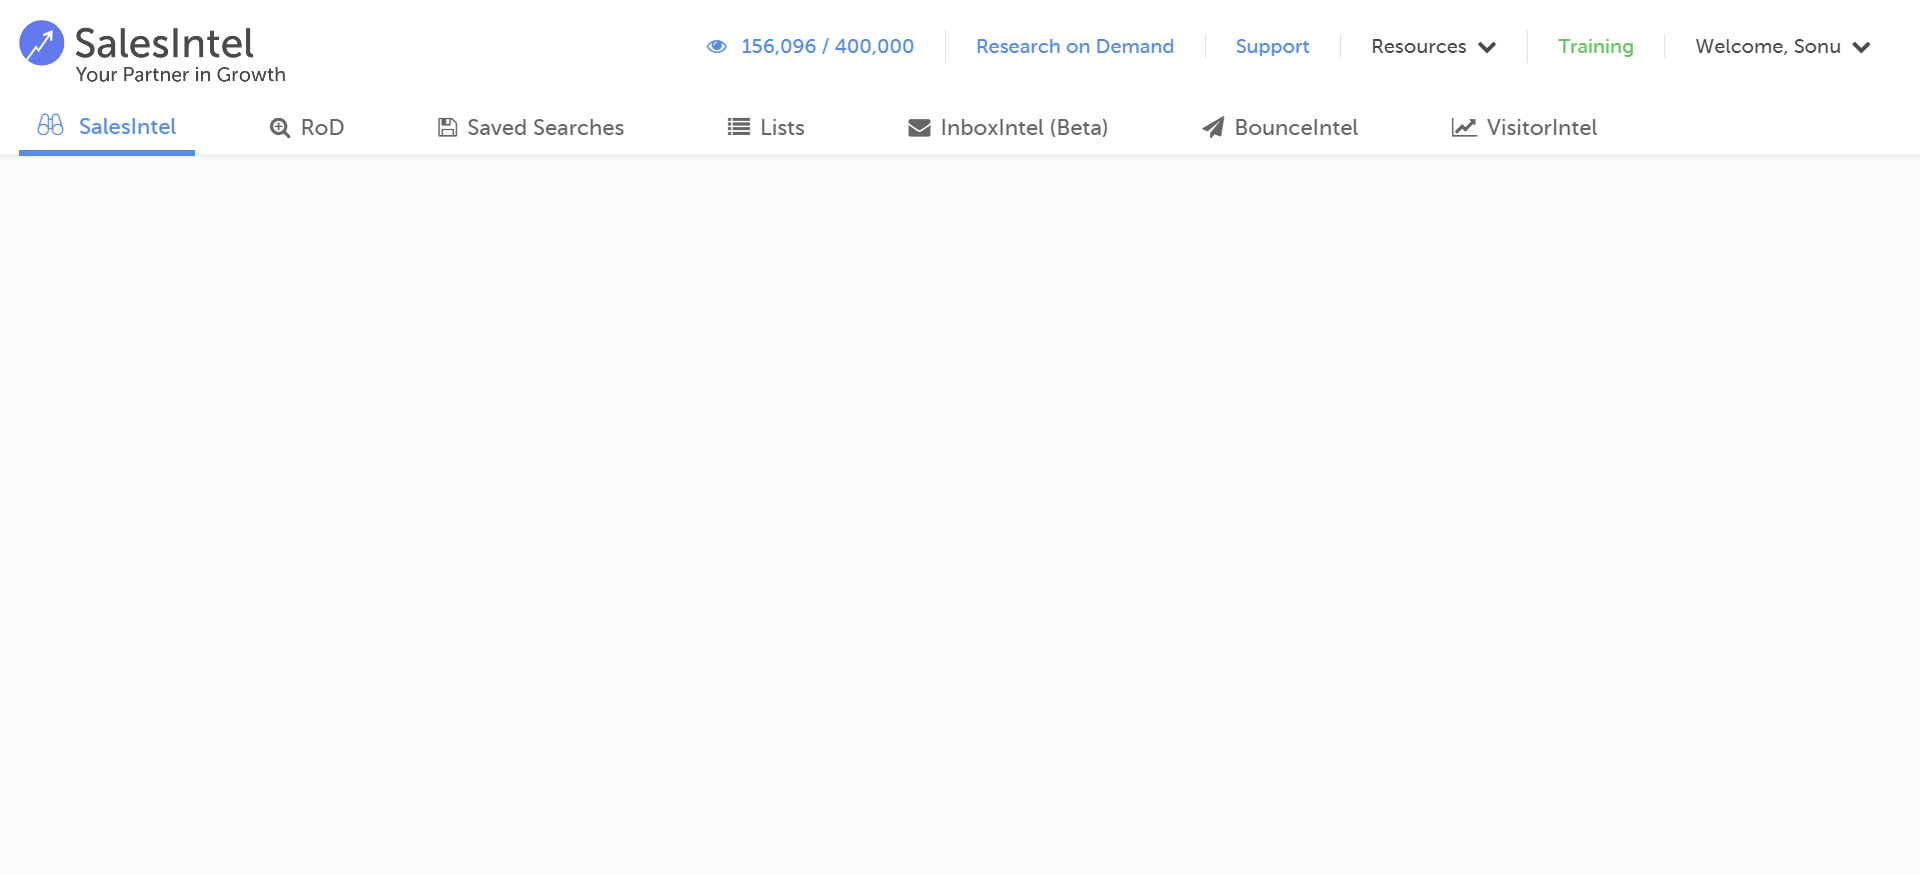 SalesIntel
Your Partner in Growth
156,096 / 400,000
Research on Demand
Support
Resources
Training
Welcome, Sonu
SalesIntel
RoD
Saved Searches
Lists
InboxIntel (Beta)
BounceIntel
VisitorIntel